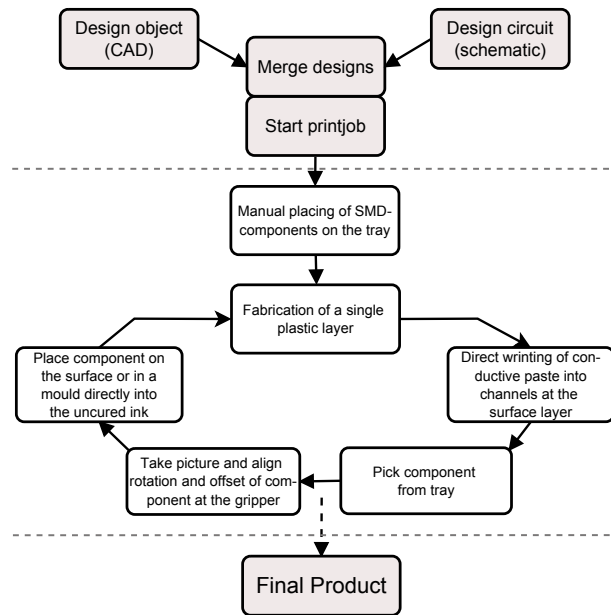 Design object
(CAD)
Design circuit
(schematic)
Merge designs
Start printjob
Manual placing of SMD-
components on the tray
Fabrication of a single
plastic layer
Place component on
the surface or in a
mould directly into
the uncured ink
Direct wrinting of con-
ductive paste into
channels at the
surface layer
Take picture and align
rotation and offset of com-
ponent at the gripper
Pick component
from tray
Final Product